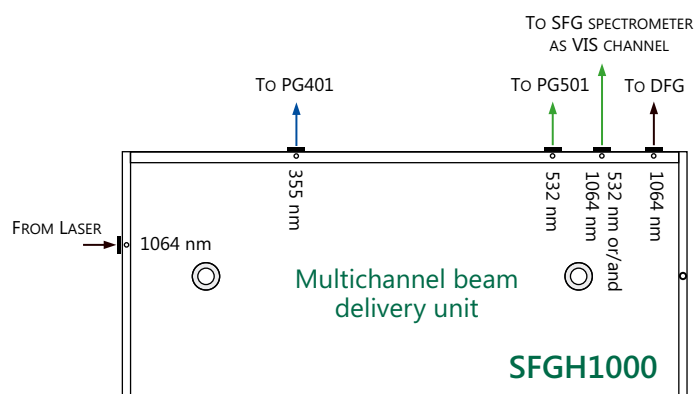 To SFG spectrometer
as VIS channel
To PG401
To PG501
To DFG
355 nm
532 nm
532 nm or/and
1064 nm
1064 nm
From Laser
1064 nm
Multichannel beam
delivery unit
SFGH1000